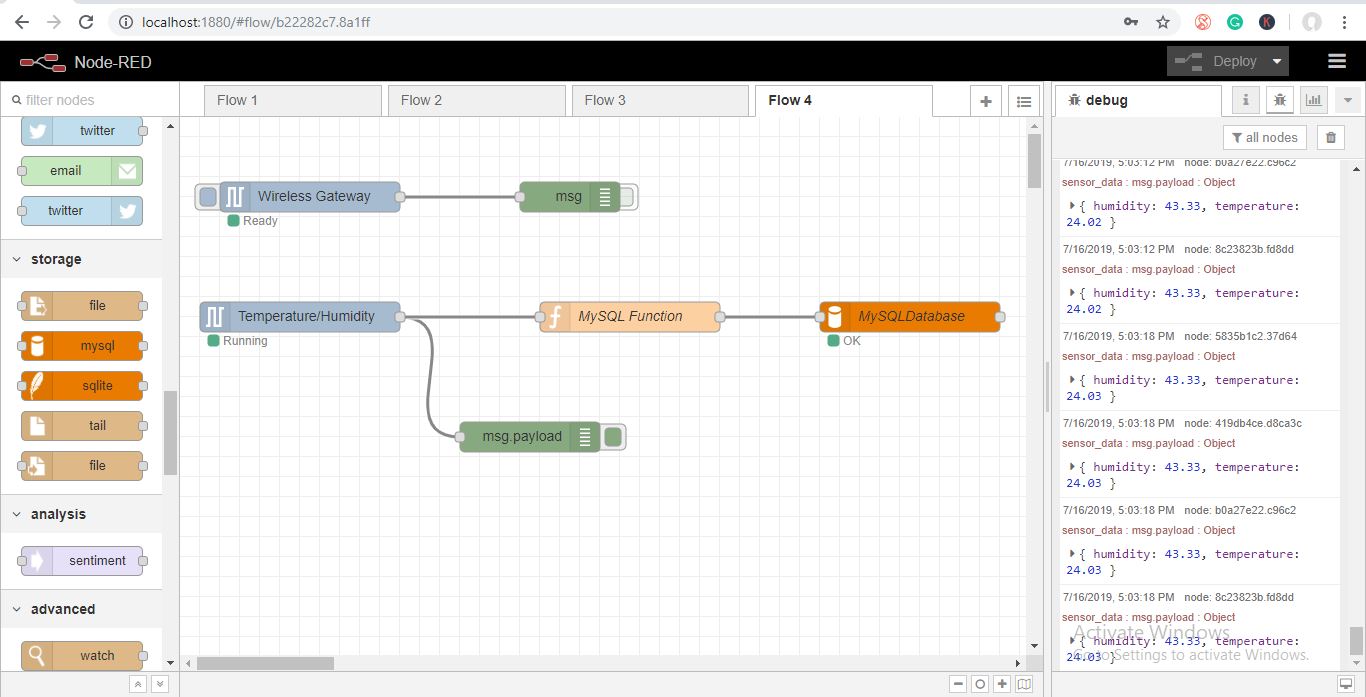 localhost:1880/#flow/b22282c7.8a1ff
Node-RED
Deploy
filter nodes
twitter
email
twitter
storage
file
mysql
sqlite
tail
file
analysis
sentiment
advanced
watch
Flow 1
Flow 2
Flow 3
Flow 4
Wireless Gateway
Ready
msg
Temperature/Humidity
Running
MySQL Function
MySQLDatabase
OK
msg.payload
debug
all nodes
7/16/2019, 5:03:12 PM node: b0a27e22.c96c2
sensor_data : msg.payload : Object
{ humidity: 43.33, temperature:
24.02 }
7/16/2019, 5:03:12 PM node: 8c23823b.fd8dd
sensor_data : msg.payload : Object
{ humidity: 43.33, temperature:
24.02 }
7/16/2019, 5:03:18 PM node: 5835b1c2.37d64
sensor_data : msg.payload : Object
{ humidity: 43.33, temperature:
24.03 }
7/16/2019, 5:03:18 PM node: 419db4ce.d8ca3c
sensor_data : msg.payload : Object
{ humidity: 43.33, temperature:
24.03 }
7/16/2019, 5:03:18 PM node: b0a27e22.c96c2
sensor_data : msg.payload : Object
{ humidity: 43.33, temperature:
24.03 }
7/16/2019, 5:03:18 PM node: 8c23823b.fd8dd
sensor_data : msg.payload : Object
{ humidity: 43.33, temperature:
24.03 }
Activate Windows
Go to Settings to activate Windows.